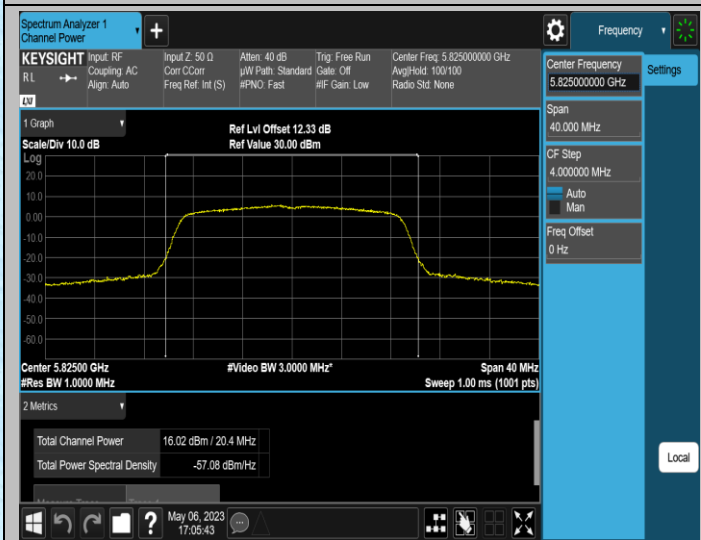 Spectrum Analyzer 1
Channel Power
Frequency
KEYSIGHT
R L
LXI
Input: RF
Coupling: AC
Align: Auto
Input Z: 50 Ω
Corr CCorr
Freq Ref: Int (S)
Atten: 40 dB
µW Path: Standard
#PNO: Fast
Trig: Free Run
Gate: Off
#IF Gain: Low
Center Freq: 5.825000000 GHz
Avg|Hold: 100/100
Radio Std: None
Center Frequency
5.825000000 GHz
Settings
Span
40.000 MHz
CF Step
4.000000 MHz
Auto
Man
Freq Offset
0 Hz
Local
1 Graph
Scale/Div 10.0 dB
Ref Lvl Offset 12.33 dB
Ref Value 30.00 dBm
Log
20.0
10.0
0.00
-10.0
-20.0
-30.0
-40.0
-50.0
-60.0
Center 5.82500 GHz
#Video BW 3.0000 MHz*
Span 40 MHz
#Res BW 1.0000 MHz
Sweep 1.00 ms (1001 pts)
2 Metrics
Total Channel Power 16.02 dBm / 20.4 MHz
Total Power Spectral Density -57.08 dBm/Hz
?
May 06, 2023
17:05:43